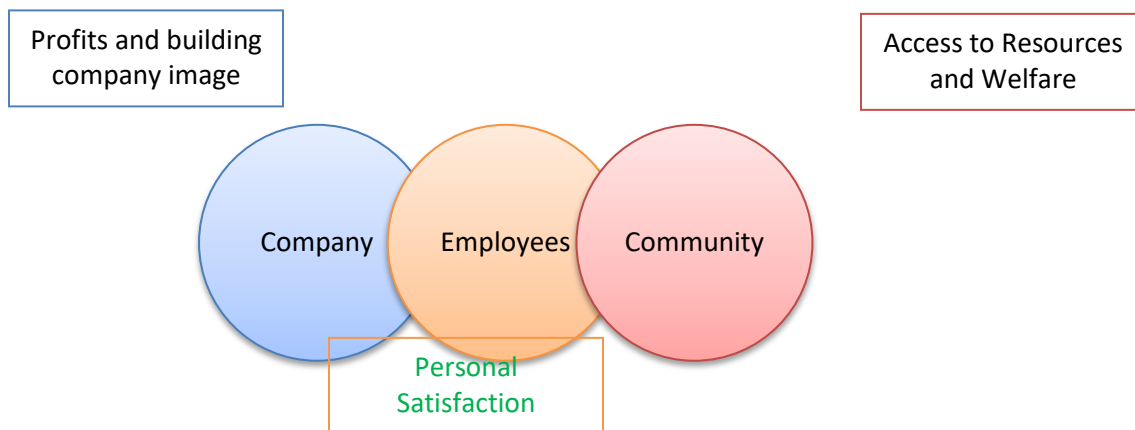 Profits and building
company image
Access to Resources
and Welfare
Company
Employees
Community
Personal
Satisfaction